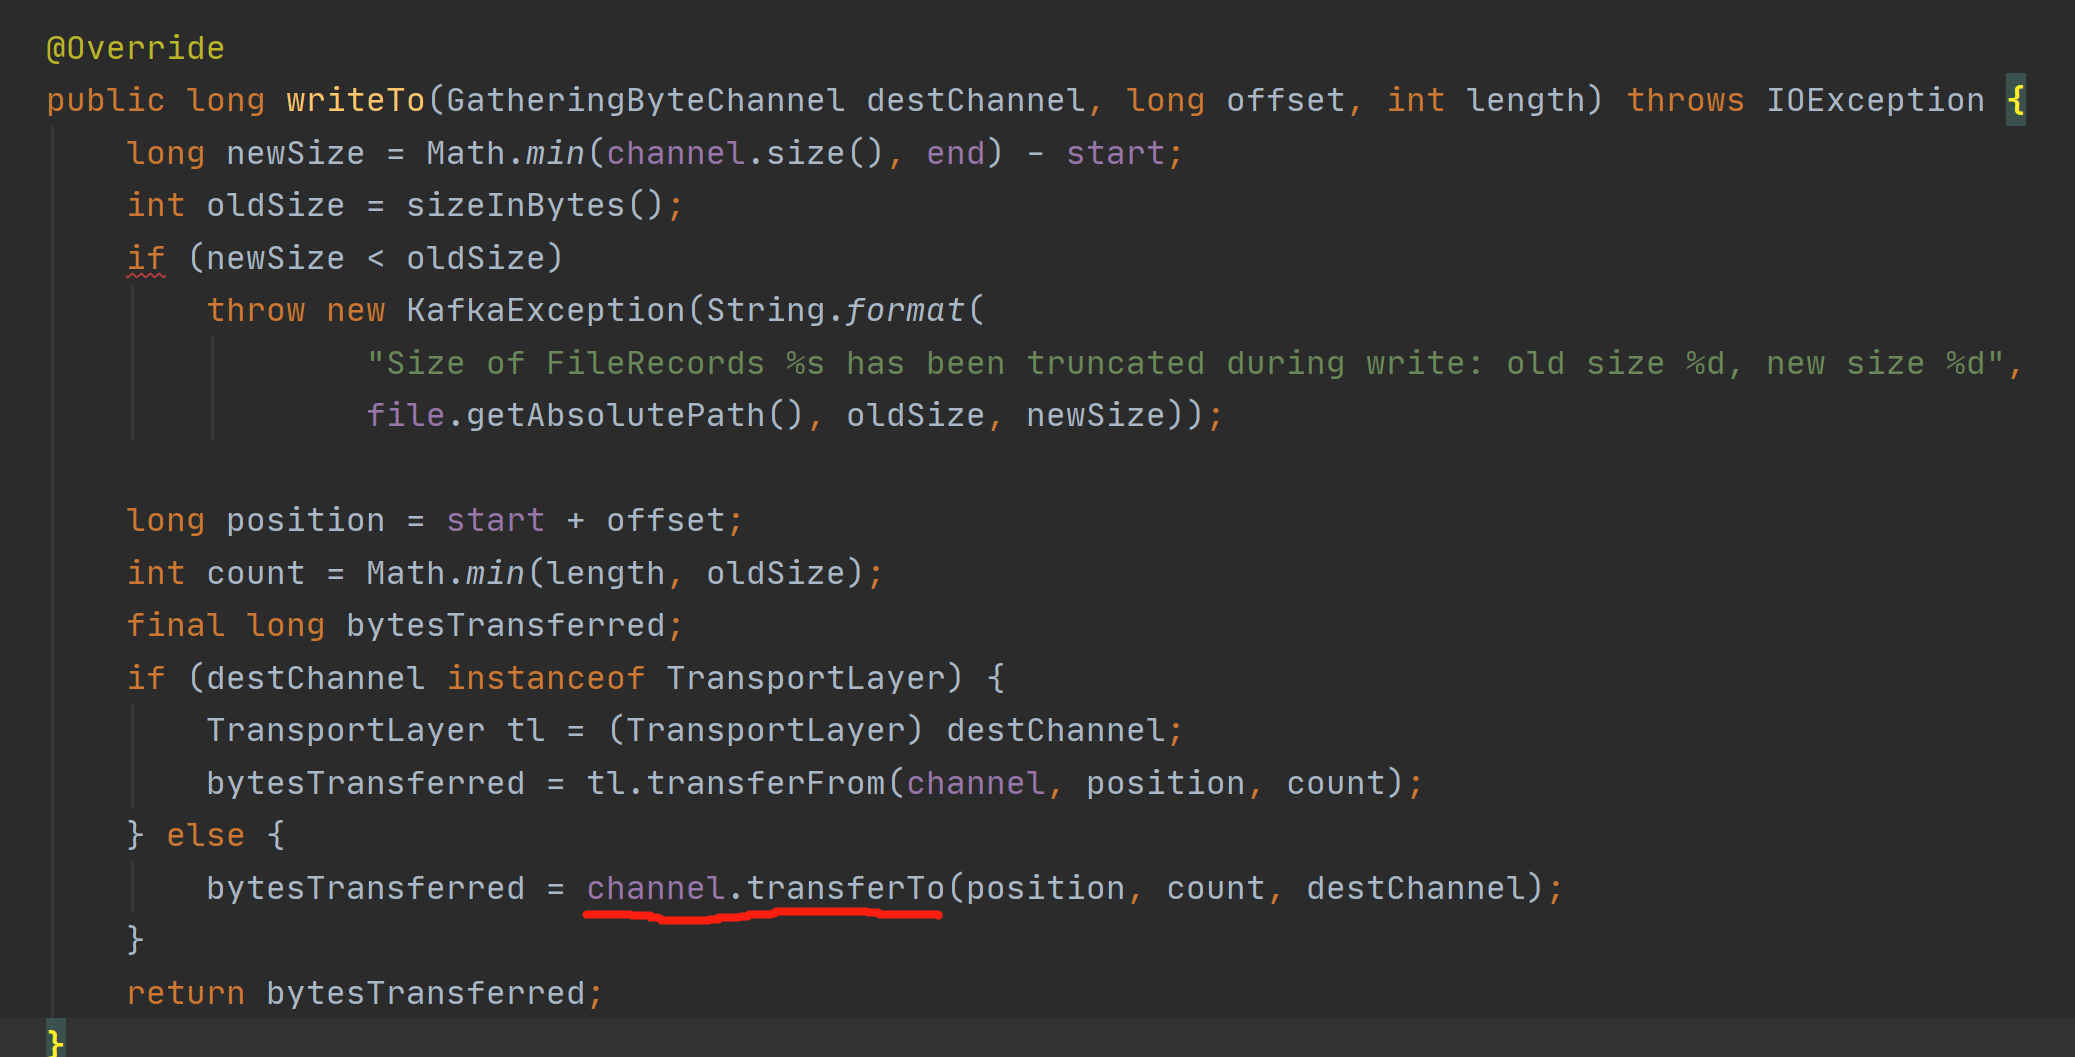 @Override
public long writeTo(GatheringByteChannel destChannel, long offset, int length) throws IOException {
    long newSize = Math.min(channel.size(), end) - start;
    int oldSize = sizeInBytes();
    if (newSize < oldSize)
        throw new KafkaException(String.format(
                "Size of FileRecords %s has been truncated during write: old size %d, new size %d",
                file.getAbsolutePath(), oldSize, newSize));

    long position = start + offset;
    int count = Math.min(length, oldSize);
    final long bytesTransferred;
    if (destChannel instanceof TransportLayer) {
        TransportLayer tl = (TransportLayer) destChannel;
        bytesTransferred = tl.transferFrom(channel, position, count);
    } else {
        bytesTransferred = channel.transferTo(position, count, destChannel);
    }
    return bytesTransferred;
}